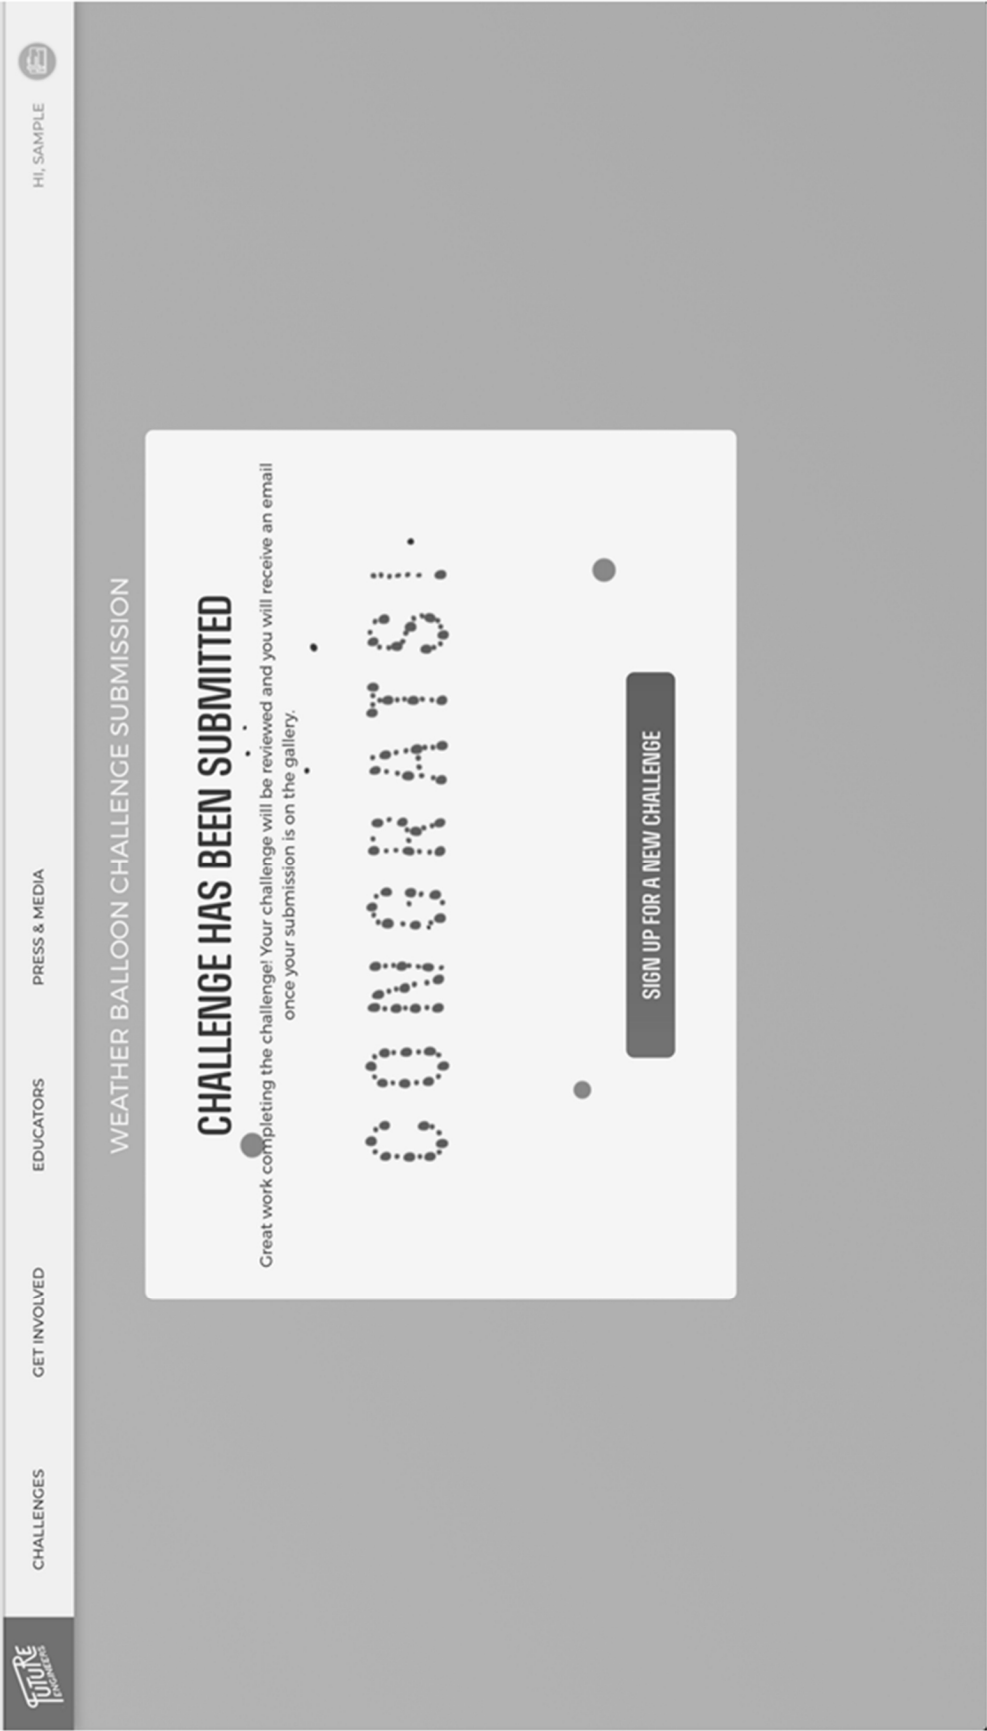 FUTURE
ENGINEERS
CHALLENGES
GET INVOLVED
EDUCATORS
PRESS & MEDIA
HI, SAMPLE
WEATHER BALLOON CHALLENGE SUBMISSION
CHALLENGE HAS BEEN SUBMITTED
Great work completing the challenge! Your challenge will be reviewed and you will receive an email
once your submission is on the gallery.
CONGRATS!
SIGN UP FOR A NEW CHALLENGE